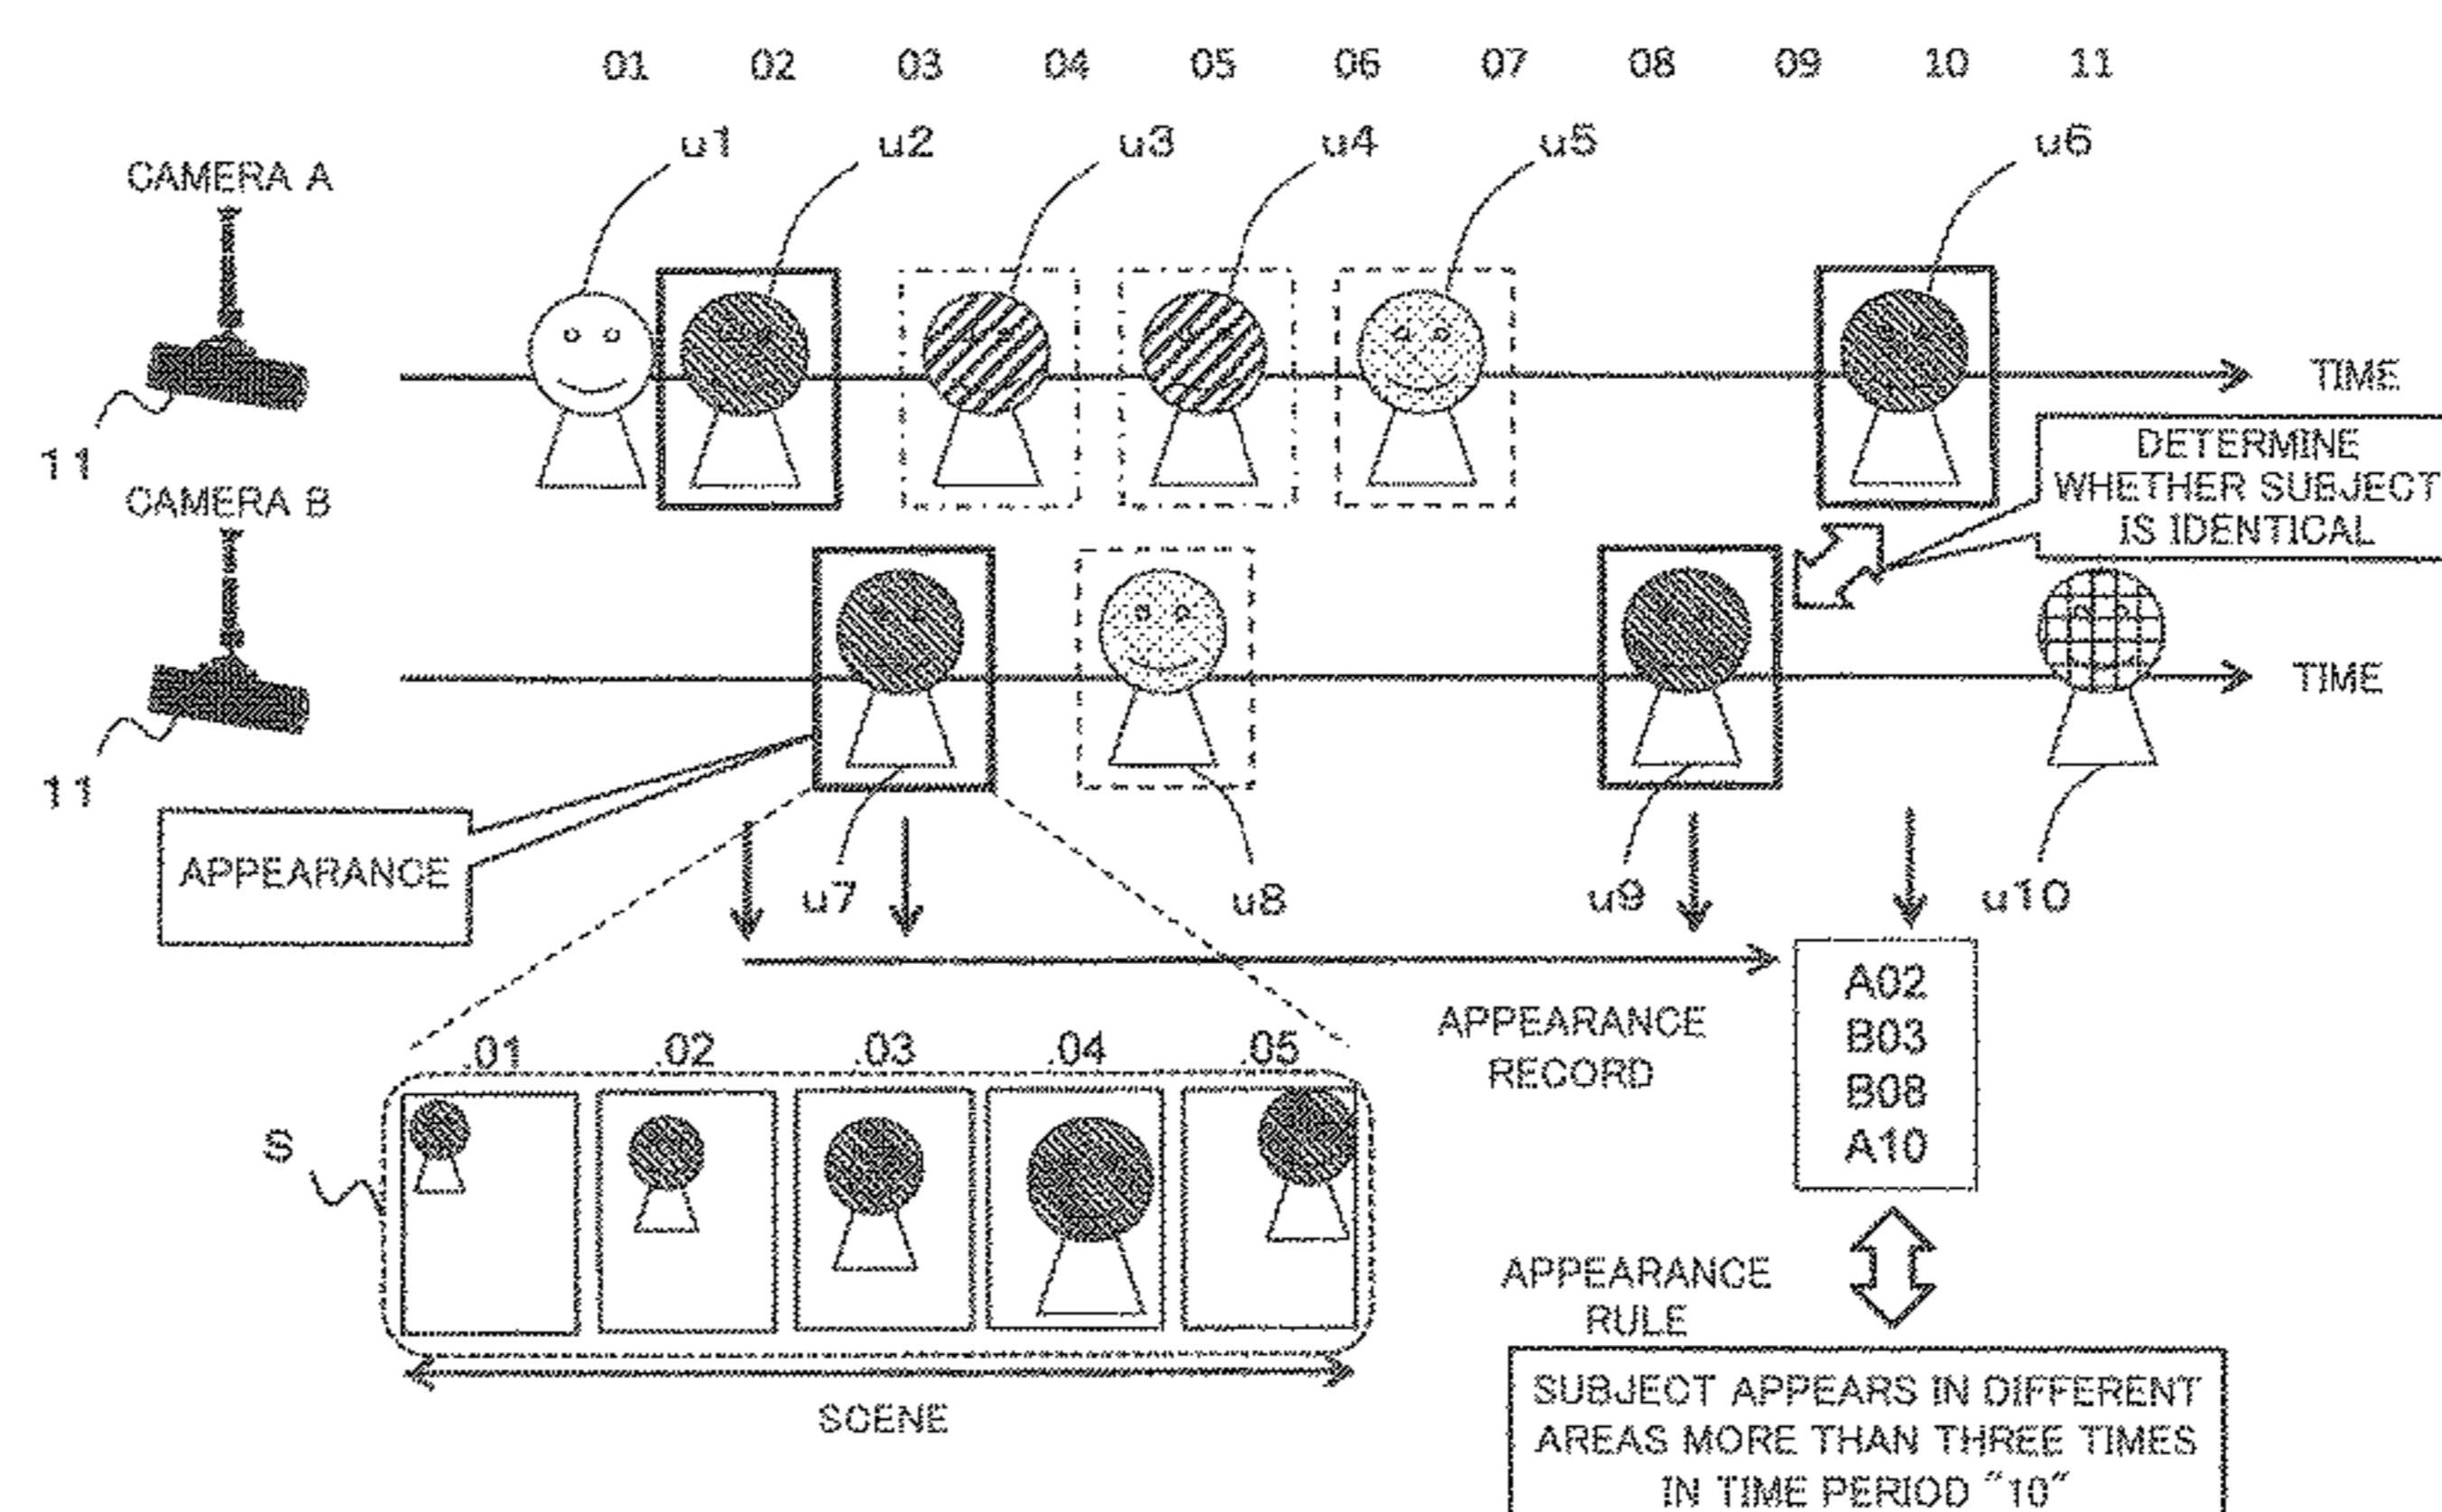 01 02 03 04 05 06 07 08 09 10 11
u1 u2 u3 u4 u5 u6
CAMERA A
TIME
11
DETERMINE
WHETHER SUBJECT
IS IDENTICAL
CAMERA B
TIME
11
APPEARANCE
u7 u8 u9 u10
A02
B03
B08
A10
APPEARANCE
RECORD
.01 .02 .03 .04 .05
S
SCENE
APPEARANCE
RULE
SUBJECT APPEARS IN DIFFERENT
AREAS MORE THAN THREE TIMES
IN TIME PERIOD "10"